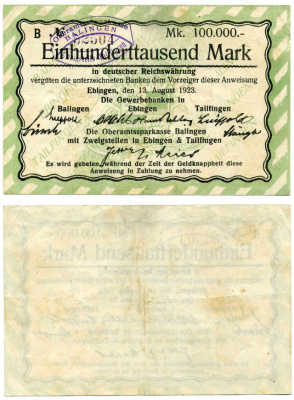 B Mk. 100.000.-
BALINGEN
Einhunderttausend Mark
in deutscher Reichswährung
vergüten die unterzeichneten Banken dem Vorzeiger dieser Anweisung
Ebingen, den 13. August 1923.
Die Gewerbebanken in
Balingen Ebingen Tailfingen
Die Oberamtssparkasse Balingen
mit Zweigstellen in Ebingen & Tailfingen
Es wird gebeten, während der Zeit der Geldknappheit diese
Anweisung in Zahlung zu nehmen.